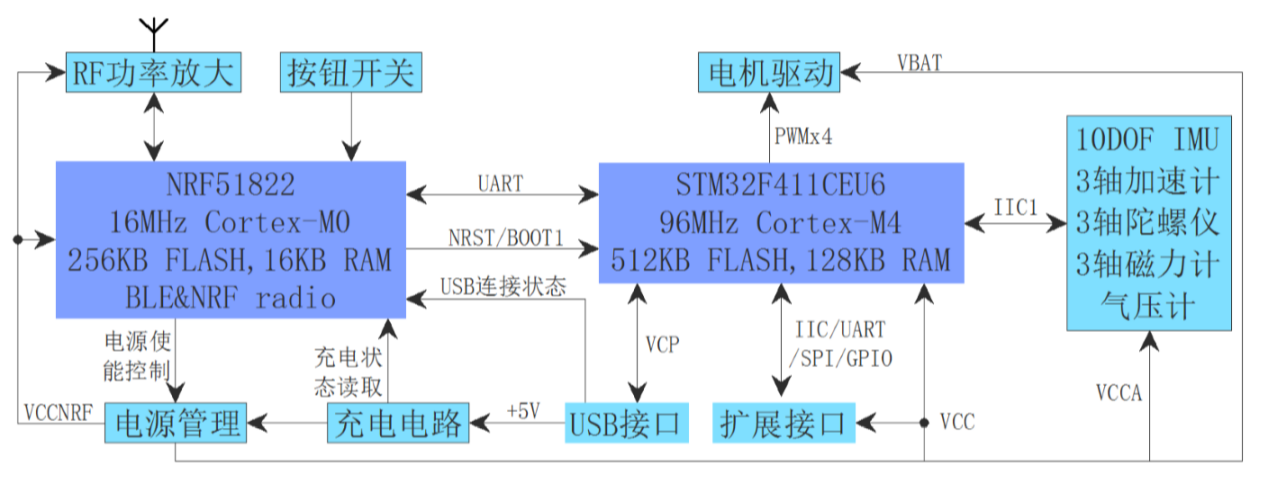 RF功率放大
按钮开关
电机驱动
VBAT
PWMx4
10DOF IMU
3轴加速计
3轴陀螺仪
3轴磁力计
气压计
NRF51822
16MHz Cortex-M0
256KB FLASH,16KB RAM
BLE&NRF radio
UART
NRST/BOOT1
USB连接状态
STM32F411CEU6
96MHz Cortex-M4
512KB FLASH,128KB RAM
IIC1
电源使
能控制
充电状
态读取
VCP
IIC/UART
/SPI/GPIO
VCCA
VCCNRF
电源管理
充电电路
+5V
USB接口
扩展接口
VCC